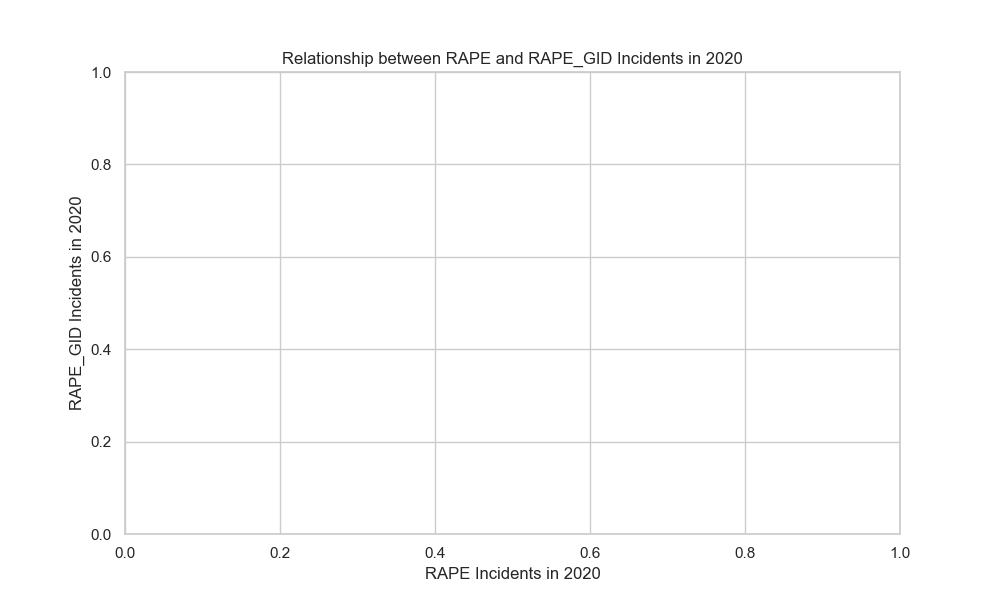 Relationship between RAPE and RAPE_GID Incidents in 2020
1.0
0.8
0.6
0.4
0.2
0.0
RAPE_GID Incidents in 2020
0.0 0.2 0.4 0.6 0.8 1.0
RAPE Incidents in 2020